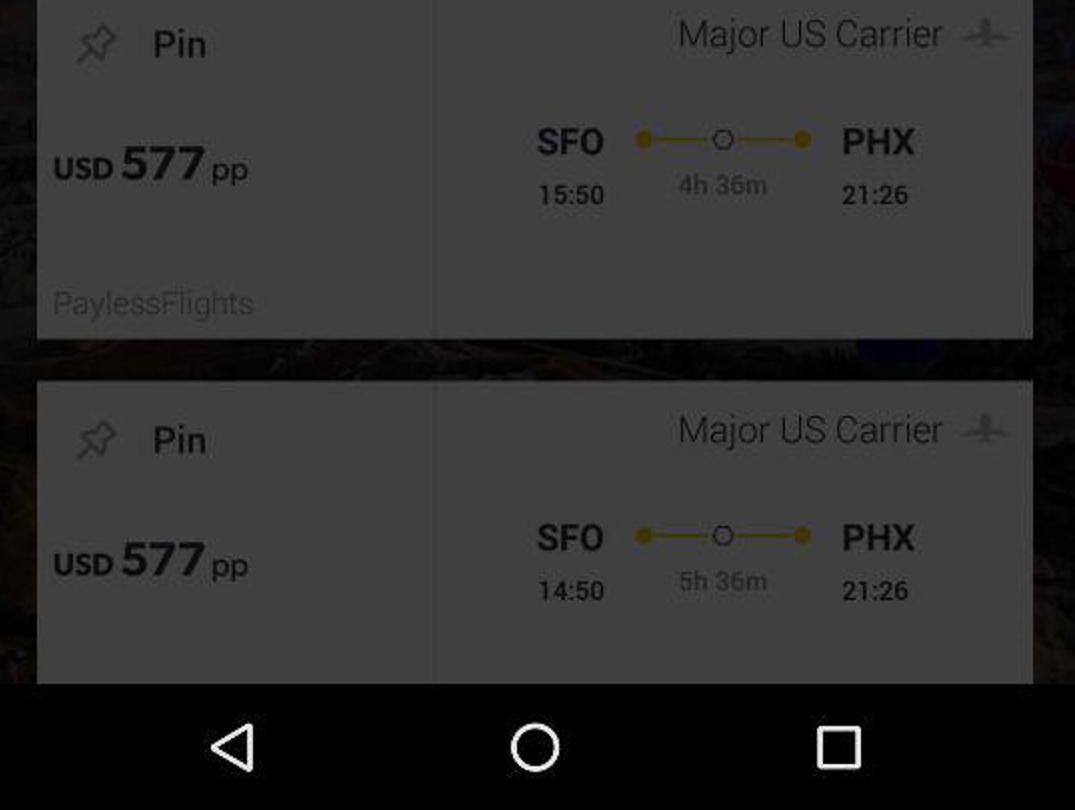 Pin
Major US Carrier
USD 577 pp
SFO PHX
15:50 4h 36m 21:26
PaylessFlights
Pin
Major US Carrier
USD 577 pp
SFO PHX
14:50 5h 36m 21:26